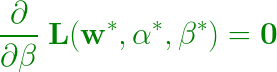 ∂/∂β L(w*, α*, β*) = 0